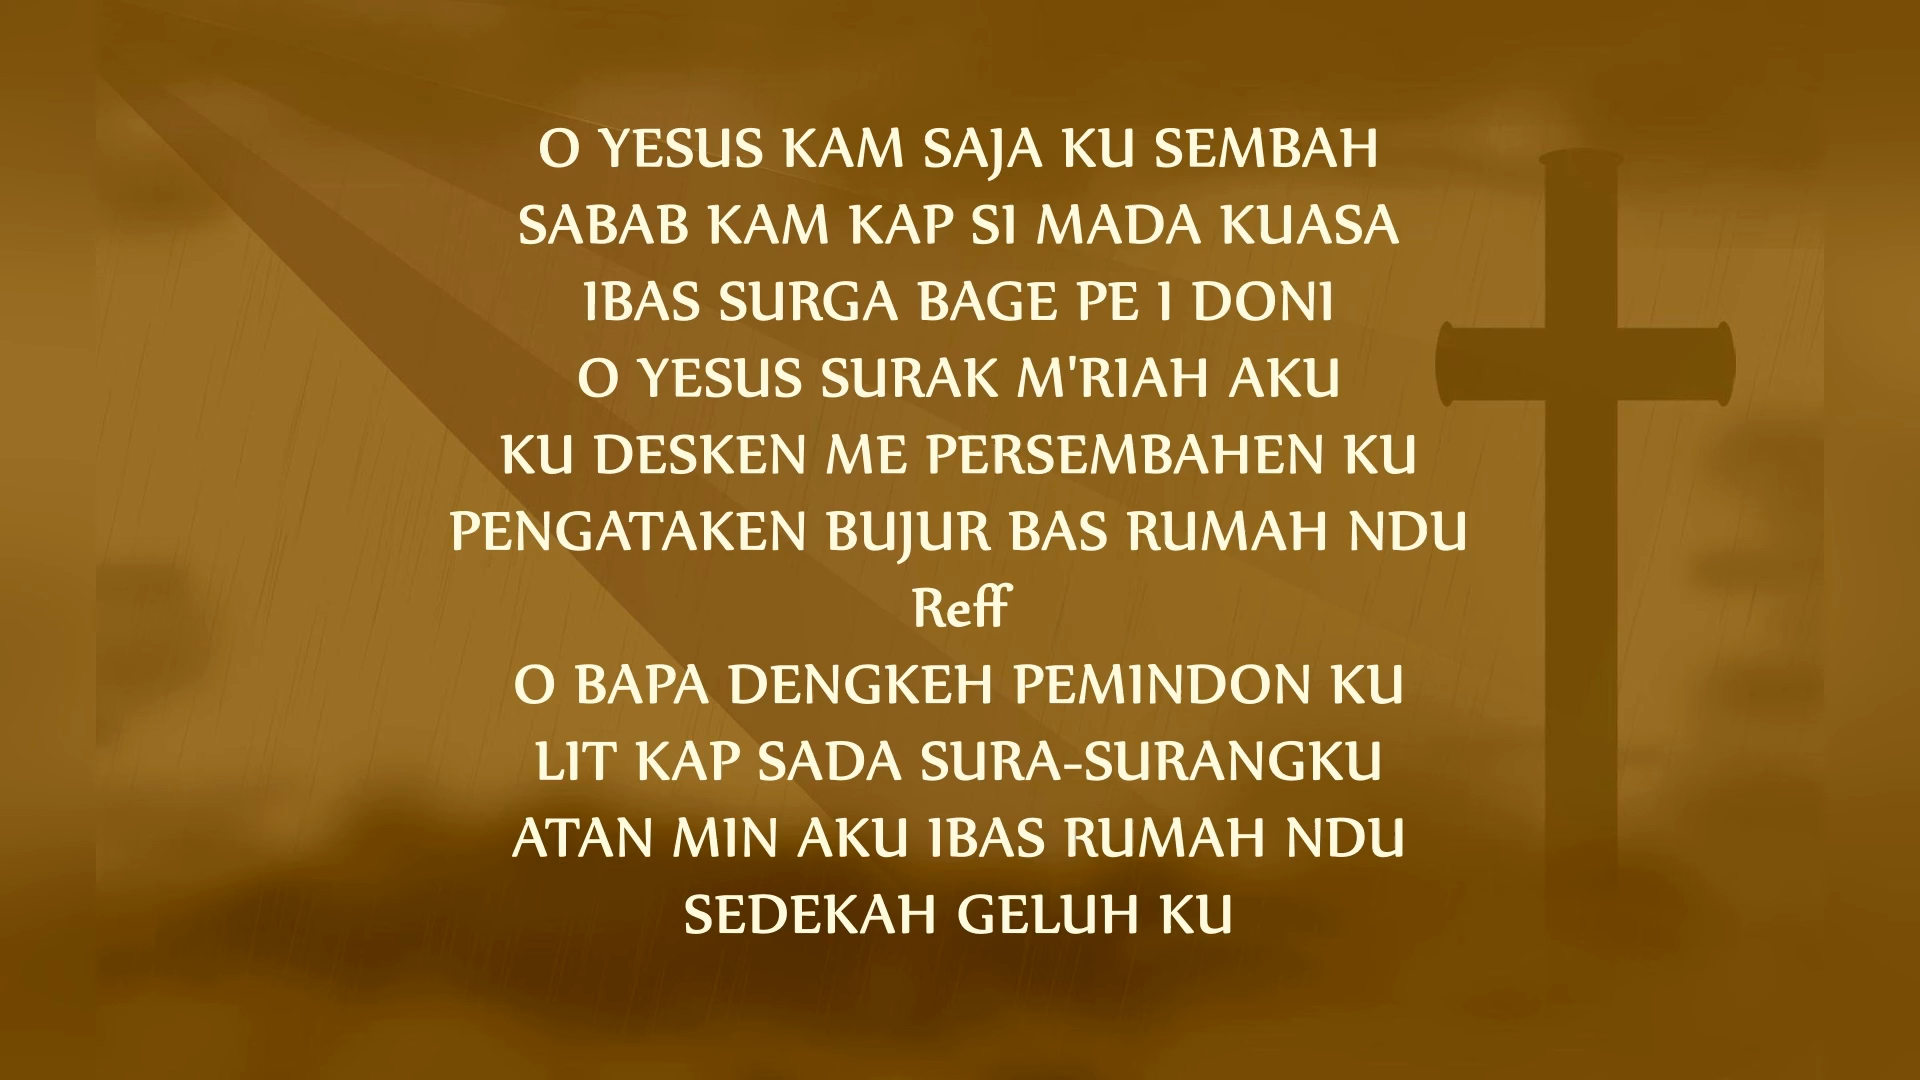 O YESUS KAM SAJA KU SEMBAH
SABAB KAM KAP SI MADA KUASA
IBAS SURGA BAGE PE I DONI
O YESUS SURAK M'RIAH AKU
KU DESKEN ME PERSEMBAHEN KU
PENGATAKEN BUJUR BAS RUMAH NDU
Reff
O BAPA DENGKEH PEMINDON KU
LIT KAP SADA SURA-SURANGKU
ATAN MIN AKU IBAS RUMAH NDU
SEDEKAH GELUH KU